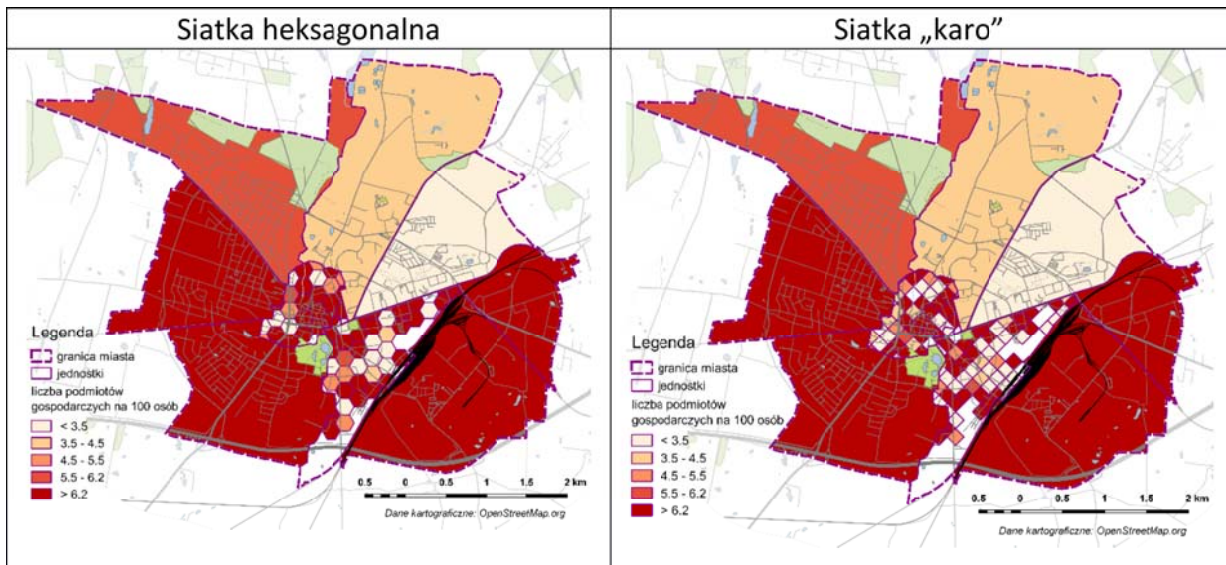 Siatka heksagonalna
Siatka „karo”
Legenda
granica miasta
jednostki
liczba podmiotów
gospodarczych na 100 osób
< 3.5
3.5 - 4.5
4.5 - 5.5
5.5 - 6.2
> 6.2
0.5 0 0.5 1 1.5 2 km
Dane kartograficzne: OpenStreetMap.org
Legenda
granica miasta
jednostki
liczba podmiotów
gospodarczych na 100 osób
< 3.5
3.5 - 4.5
4.5 - 5.5
5.5 - 6.2
> 6.2
0.5 0 0.5 1 1.5 2 km
Dane kartograficzne: OpenStreetMap.org